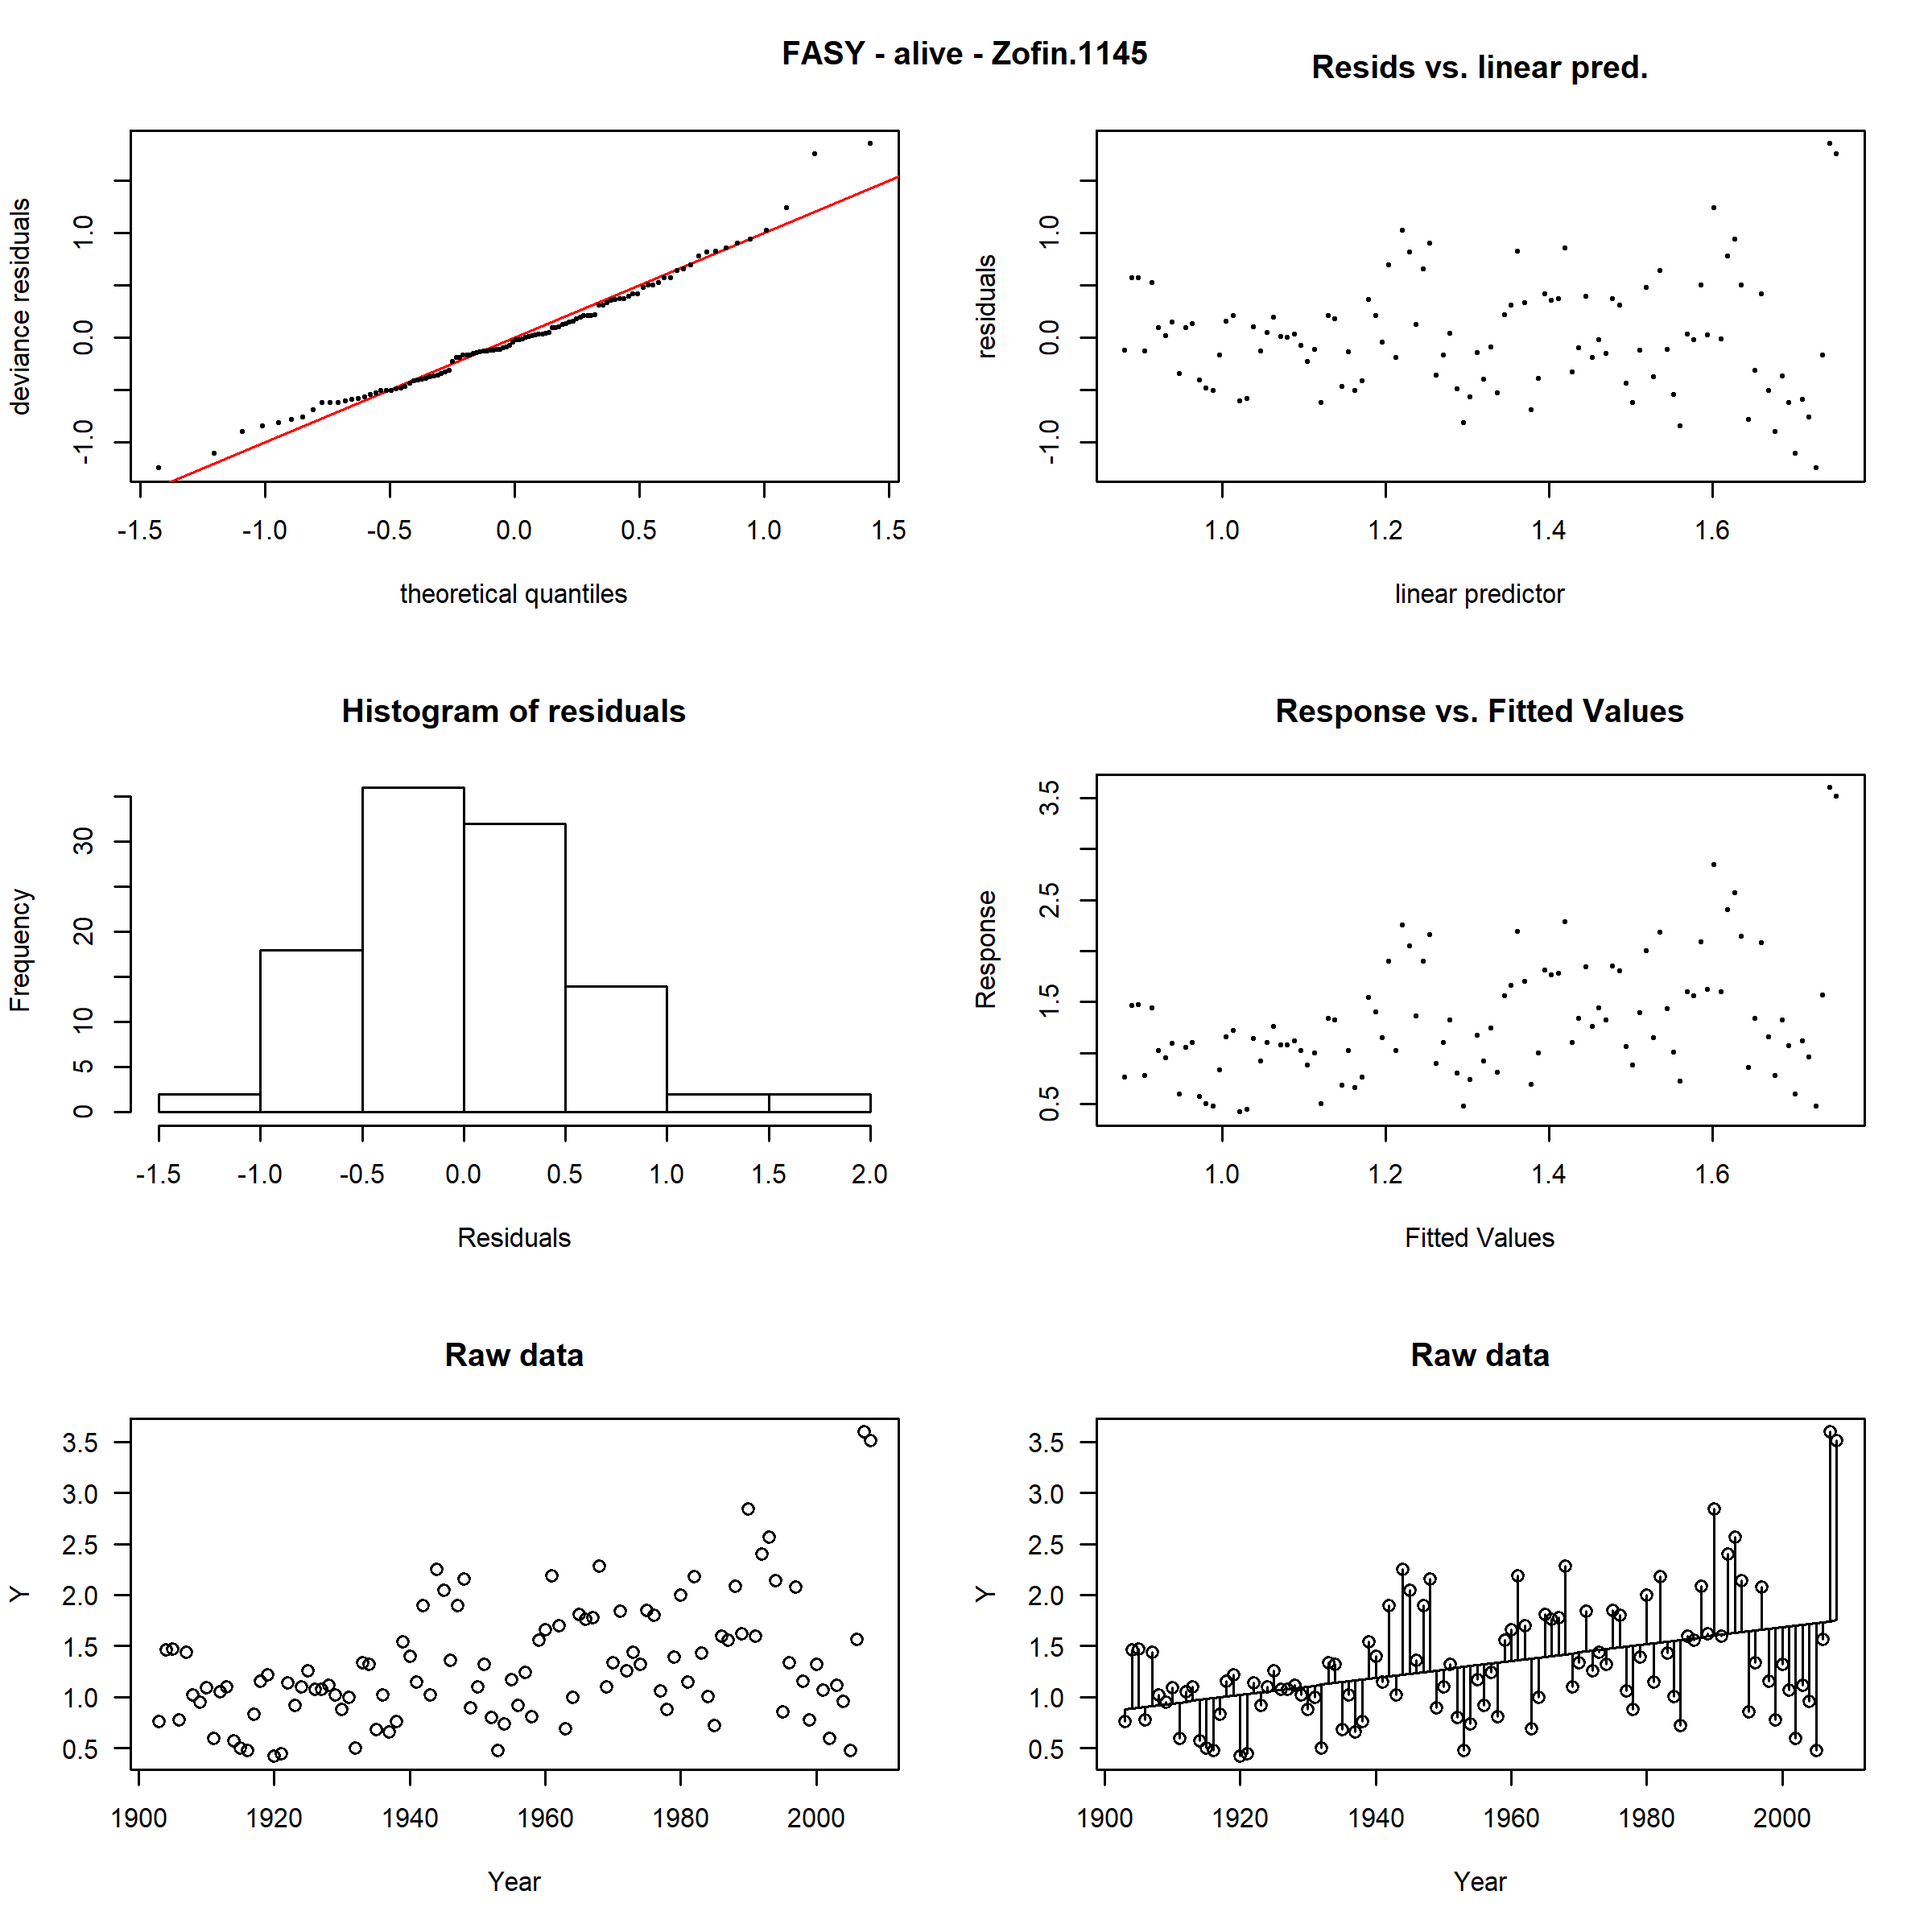 FASY - alive - Zofin.1145
Resids vs. linear pred.
deviance residuals
-1.0 0.0 1.0
-1.5 -1.0 -0.5 0.0 0.5 1.0 1.5
theoretical quantiles
residuals
-1.0 0.0 1.0
1.0 1.2 1.4 1.6
linear predictor
Histogram of residuals
Frequency
0 5 10 20 30
-1.5 -1.0 -0.5 0.0 0.5 1.0 1.5 2.0
Residuals
Response vs. Fitted Values
Response
0.5 1.5 2.5 3.5
1.0 1.2 1.4 1.6
Fitted Values
Raw data
Y
3.5
3.0
2.5
2.0
1.5
1.0
0.5
1900 1920 1940 1960 1980 2000
Year
Raw data
Y
3.5
3.0
2.5
2.0
1.5
1.0
0.5
1900 1920 1940 1960 1980 2000
Year